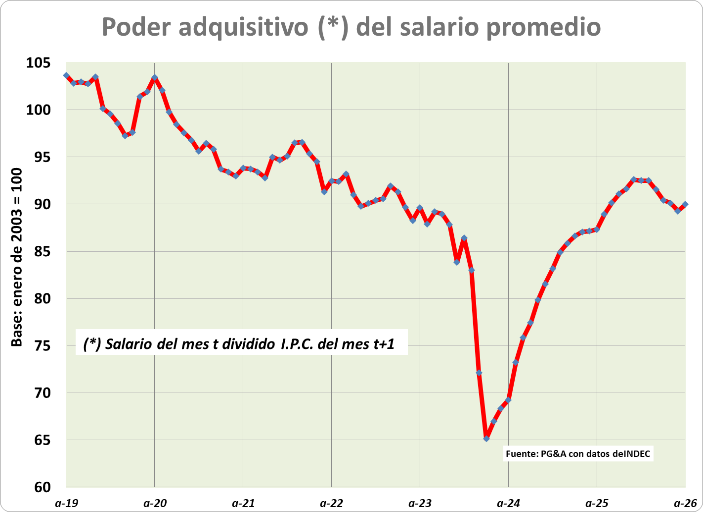 Poder adquisitivo (*) del salario promedio
Base: enero de 2003 = 100
105
100
95
90
85
80
75
70
65
60
(*) Salario del mes t dividido I.P.C. del mes t+1
Fuente: PG&A con datos deINDEC
a-19
a-20
a-21
a-22
a-23
a-24
a-25
a-26